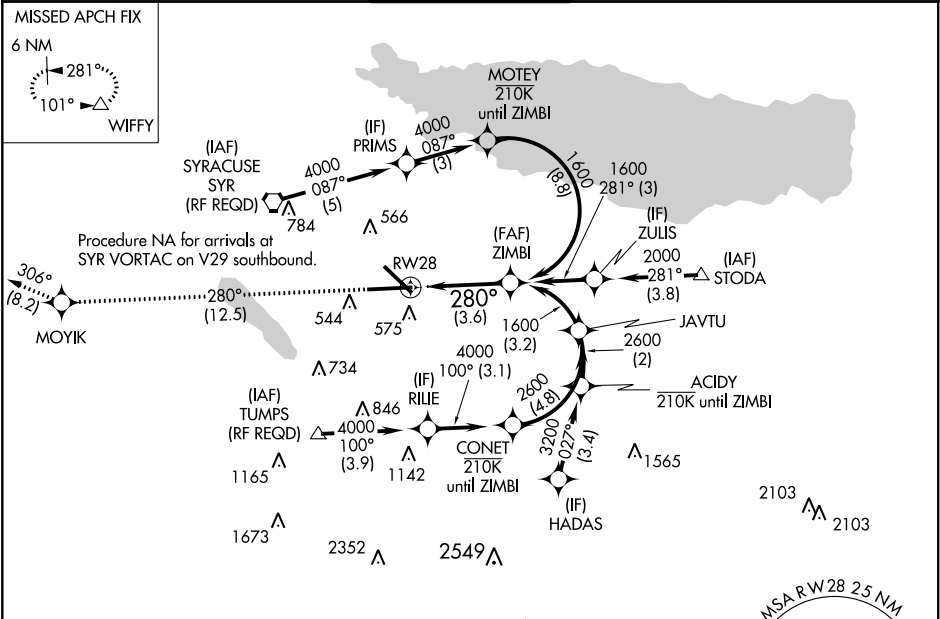 MISSED APCH FIX
6 NM
281°
101°
WIFFY
MOTEY
210K
until ZIMBI
(IF)
PRIMS
4000
087°
(3)
(IAF)
SYRACUSE
SYR
(RF REQD)
4000
087°
(5)
1600
(8.8)
1600
281° (3)
784
566
(IF)
ZULIS
Procedure NA for arrivals at
SYR VORTAC on V29 southbound.
(FAF)
ZIMBI
2000
281°
(3.8)
(IAF)
STODA
RW28
306°
(8.2)
280°
(12.5)
280°
(3.6)
MOYIK
544
575
1600
(3.2)
JAVTU
2600
(2)
734
4000
100° (3.1)
(IF)
RILIE
ACIDY
210K until ZIMBI
(IAF)
TUMPS
(RF REQD)
846
4000
100°
(3.9)
2600
(4.8)
CONET
210K
until ZIMBI
3200
027°
(3.4)
1165
1142
1565
(IF)
HADAS
2103
2103
1673
2352
2549
MSA RW28 25 NM